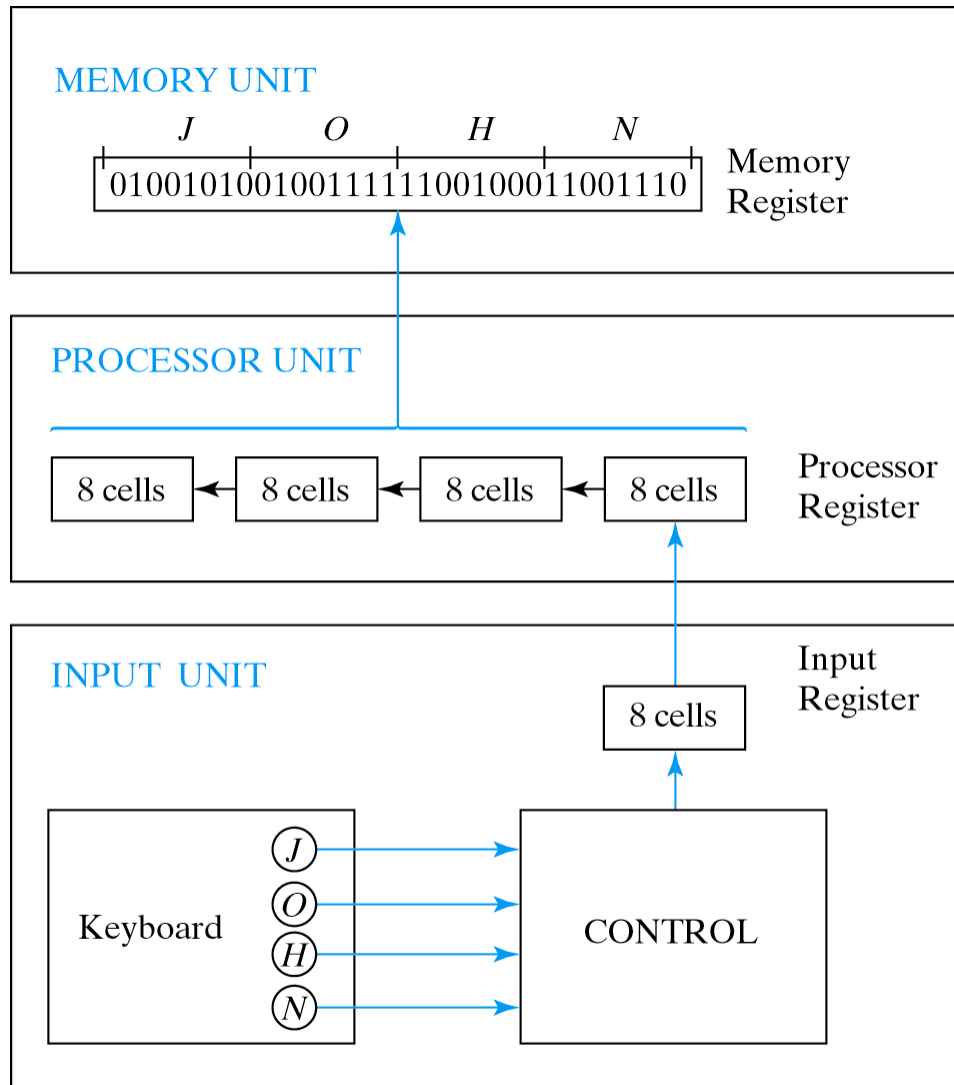 MEMORY UNIT
J O H N
01001010010011111100100011001110
Memory
Register
PROCESSOR UNIT
8 cells 8 cells 8 cells 8 cells
Processor
Register
INPUT UNIT
Input
Register
8 cells
J
O
Keyboard
CONTROL
H
N